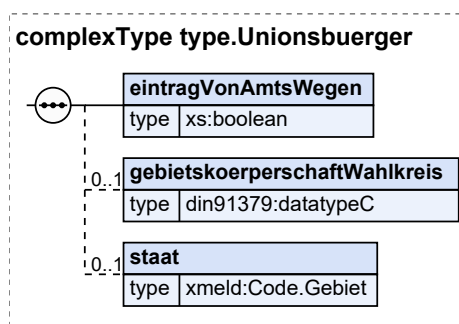 complexType type.Unionsbuerger
eintragVonAmtsWegen
type xs:boolean
0..1 gebietskoerperschaftWahlkreis
type din91379:datatypeC
0..1 staat
type xmeld:Code.Gebiet